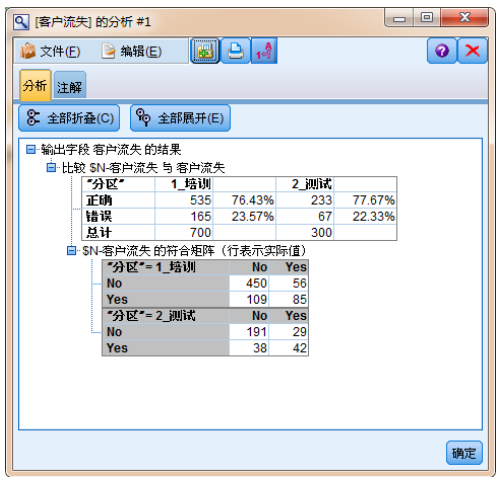 [客户流失] 的分析 #1
文件(F) 编辑(E)
分析 注解
全部折叠(C) 全部展开(E)
输出字段 客户流失 的结果
比较 $N-客户流失 与 客户流失
"分区" 1_培训 2_测试
正确 535 76.43% 233 77.67%
错误 165 23.57% 67 22.33%
总计 700 300
$N-客户流失 的符合矩阵（行表示实际值）
"分区"= 1_培训 No Yes
No 450 56
Yes 109 85
"分区"= 2_测试 No Yes
No 191 29
Yes 38 42
确定